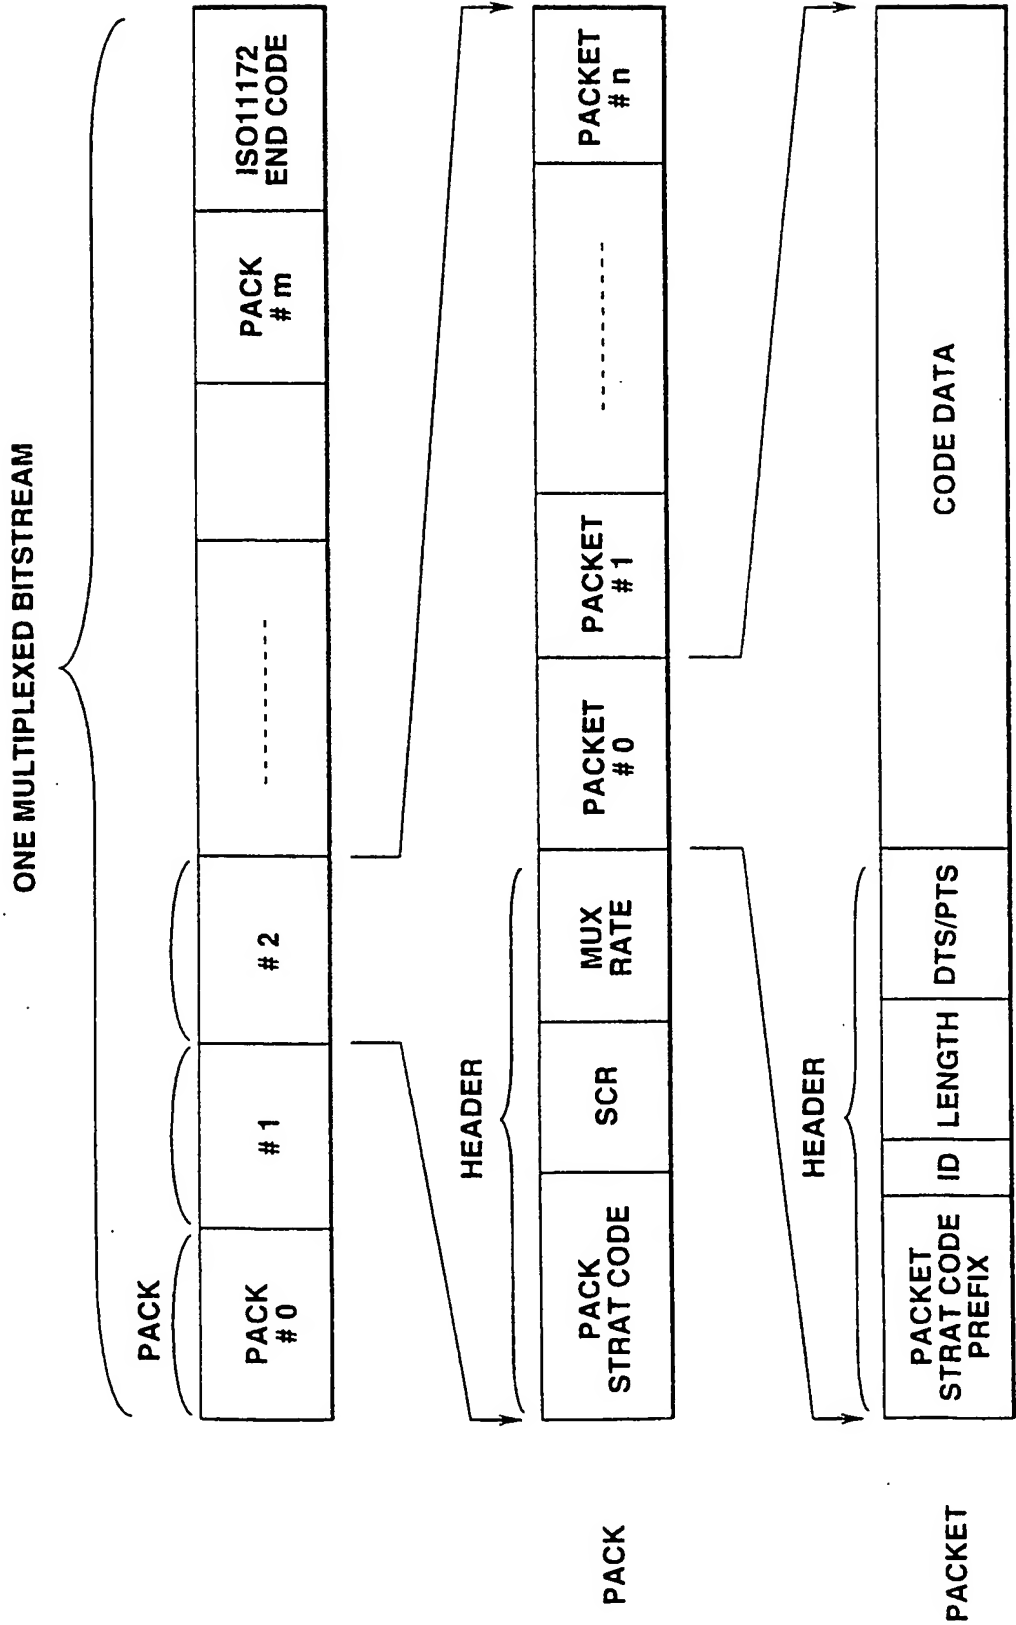 ONE MULTIPLEXED BITSTREAM
PACK
PACK
# 0
# 1
# 2
PACK
# m
ISO11172
END CODE
HEADER
PACK
PACK
STRAT CODE
SCR
MUX
RATE
PACKET
# 0
PACKET
# 1
PACKET
# n
HEADER
PACKET
PACKET
STRAT CODE
PREFIX
ID
LENGTH
DTS/PTS
CODE DATA